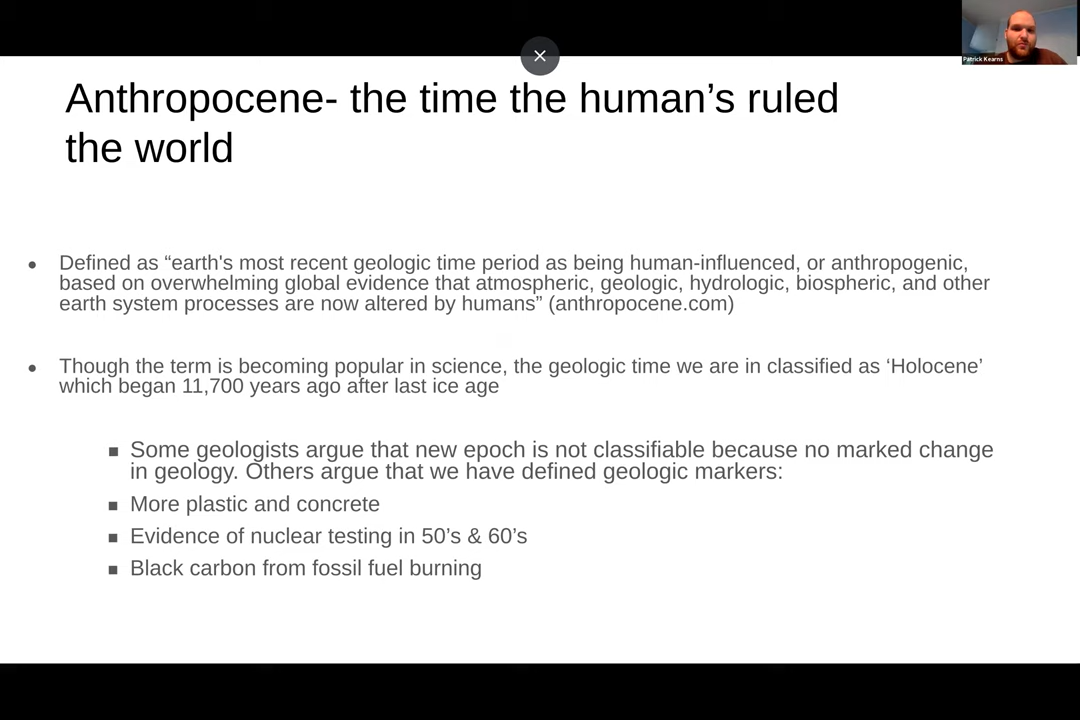 Patrick Kearns
Anthropocene- the time the human’s ruled
the world
● Defined as “earth's most recent geologic time period as being human-influenced, or anthropogenic,
based on overwhelming global evidence that atmospheric, geologic, hydrologic, biospheric, and other
earth system processes are now altered by humans” (anthropocene.com)
● Though the term is becoming popular in science, the geologic time we are in classified as ‘Holocene’
which began 11,700 years ago after last ice age
■ Some geologists argue that new epoch is not classifiable because no marked change
in geology. Others argue that we have defined geologic markers:
■ More plastic and concrete
■ Evidence of nuclear testing in 50’s & 60’s
■ Black carbon from fossil fuel burning